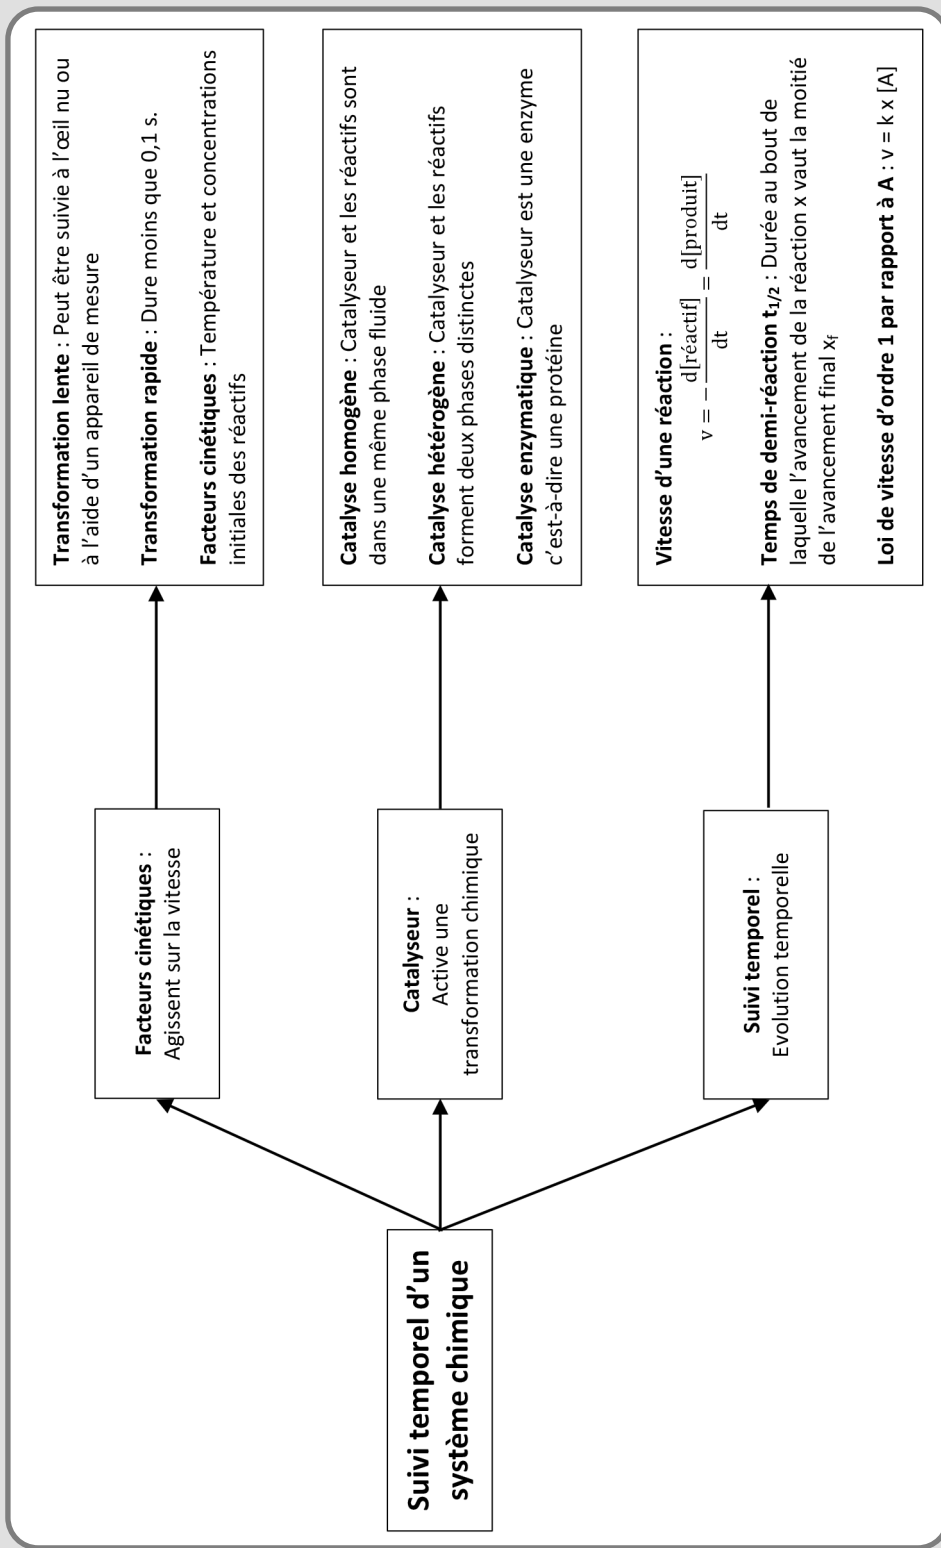 Suivi temporel d’un
système chimique
Facteurs cinétiques :
Agissent sur la vitesse
Transformation lente : Peut être suivie à l’œil nu ou
à l’aide d’un appareil de mesure
Transformation rapide : Dure moins que 0,1 s.
Facteurs cinétiques : Température et concentrations
initiales des réactifs
Catalyseur :
Active une
transformation chimique
Catalyse homogène : Catalyseur et les réactifs sont
dans une même phase fluide
Catalyse hétérogène : Catalyseur et les réactifs
forment deux phases distinctes
Catalyse enzymatique : Catalyseur est une enzyme
c’est-à-dire une protéine
Suivi temporel :
Evolution temporelle
Vitesse d’une réaction :
v = − d[réactif]/dt = d[produit]/dt
Temps de demi-réaction t1/2 : Durée au bout de
laquelle l’avancement de la réaction x vaut la moitié
de l’avancement final xf
Loi de vitesse d’ordre 1 par rapport à A : v = k x [A]